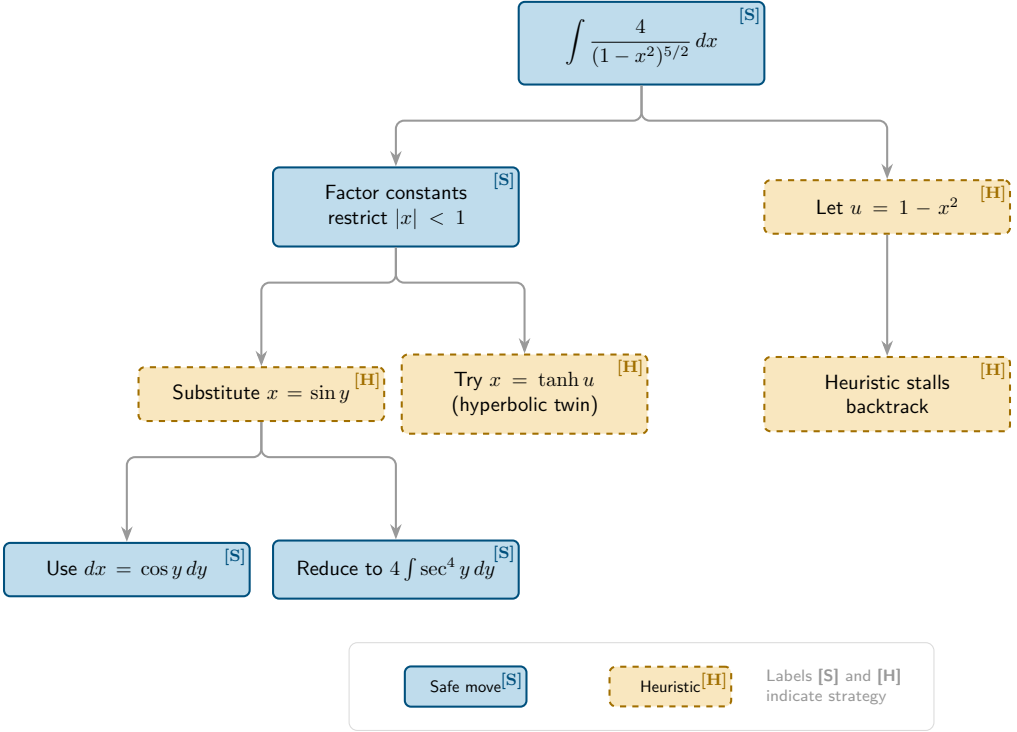 [S]
∫ 4/(1 − x²)^{5/2} dx
[S]
Factor constants
restrict |x| < 1
[H]
Let u = 1 − x²
[H]
Substitute x = sin y
[H]
Try x = tanh u
(hyperbolic twin)
[H]
Heuristic stalls
backtrack
[S]
Use dx = cos y dy
[S]
Reduce to 4 ∫ sec⁴ y dy
Safe move [S]
Heuristic [H]
Labels [S] and [H]
indicate strategy